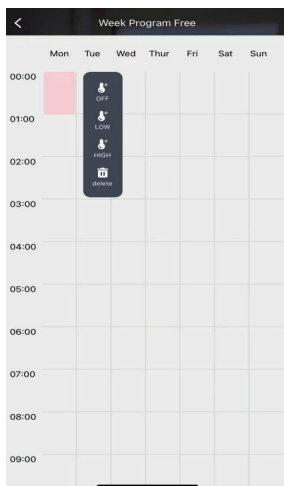 Week Program Free
Mon Tue Wed Thur Fri Sat Sun
00:00
OFF
01:00
LOW
HIGH
02:00
delete
03:00
04:00
05:00
06:00
07:00
08:00
09:00